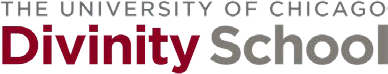 THE UNIVERSITY OF CHICAGO
Divinity School